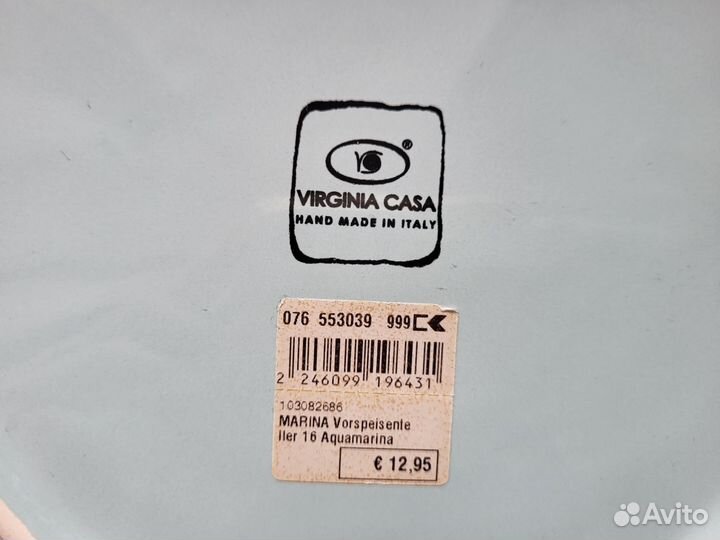 ®
VIRGINIA CASA
HAND MADE IN ITALY
076 553039 999
2 246099 196431
103082686
MARINA Vorspeisente
ller 16 Aquamarina
€ 12,95
Avito